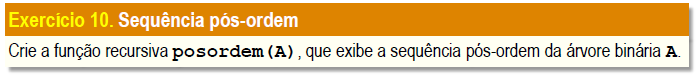 Exercício 10. Sequência pós-ordem
Crie a função recursiva posordem(A), que exibe a sequência pós-ordem da árvore binária A.